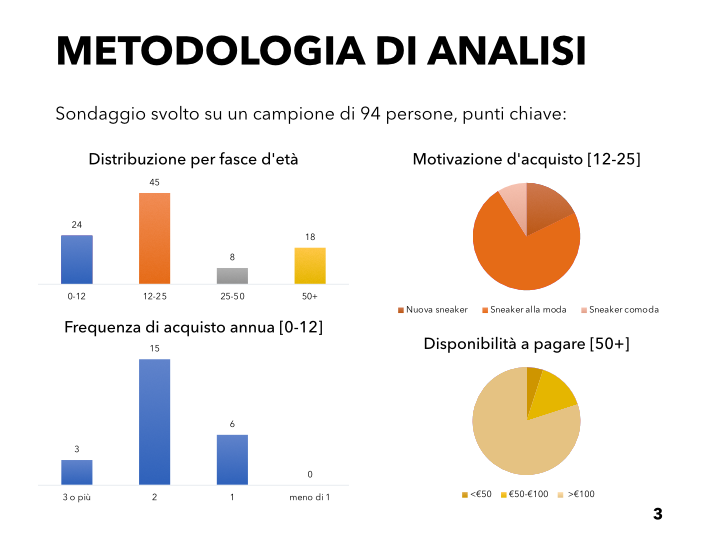 METODOLOGIA DI ANALISI
Sondaggio svolto su un campione di 94 persone, punti chiave:
Distribuzione per fasce d'età
24
45
8
18
0-12
12-25
25-50
50+
Frequenza di acquisto annua [0-12]
3
15
6
0
3 o più
2
1
meno di 1
Motivazione d'acquisto [12-25]
Nuova sneaker
Sneaker alla moda
Sneaker comoda
Disponibilità a pagare [50+]
<€50
€50-€100
>€100
3